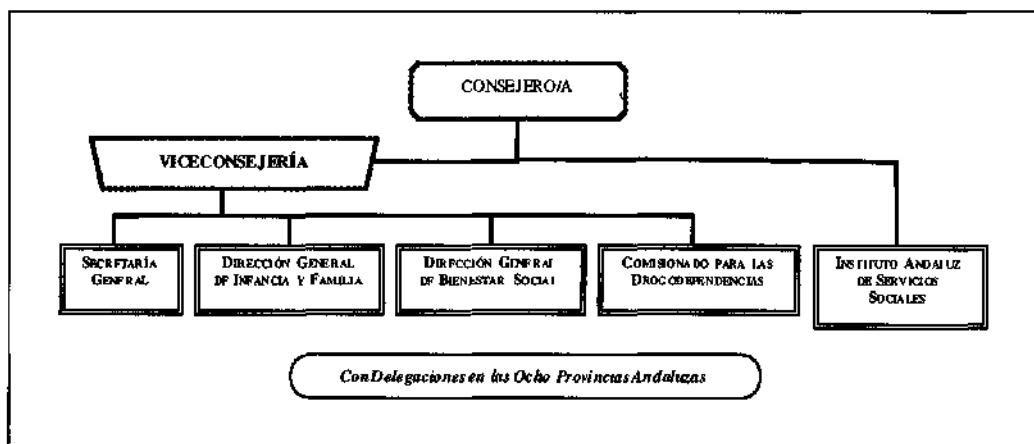 CONSEJERO/A
VICECONSEJERÍA
SECRETARÍA
GENERAL
DIRECCIÓN GENERAL
DE INFANCIA Y FAMILIA
DIRECCIÓN GENERAL
DE BIENESTAR SOCIAL
COMISIONADO PARA LAS
DROGODEPENDENCIAS
INSTITUTO ANDALUZ
DE SERVICIOS
SOCIALES
Con Delegaciones en las Ocho Provincias Andaluzas